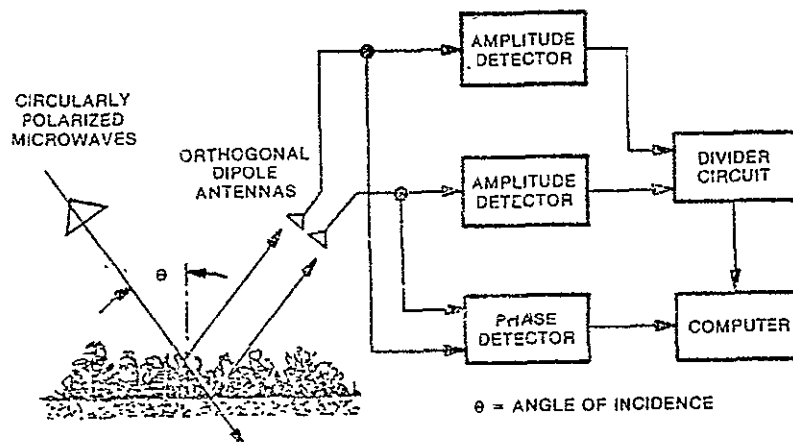 CIRCULARLY
POLARIZED
MICROWAVES
ORTHOGONAL
DIPOLE
ANTENNAS
θ
AMPLITUDE
DETECTOR
AMPLITUDE
DETECTOR
DIVIDER
CIRCUIT
PHASE
DETECTOR
COMPUTER
θ = ANGLE OF INCIDENCE